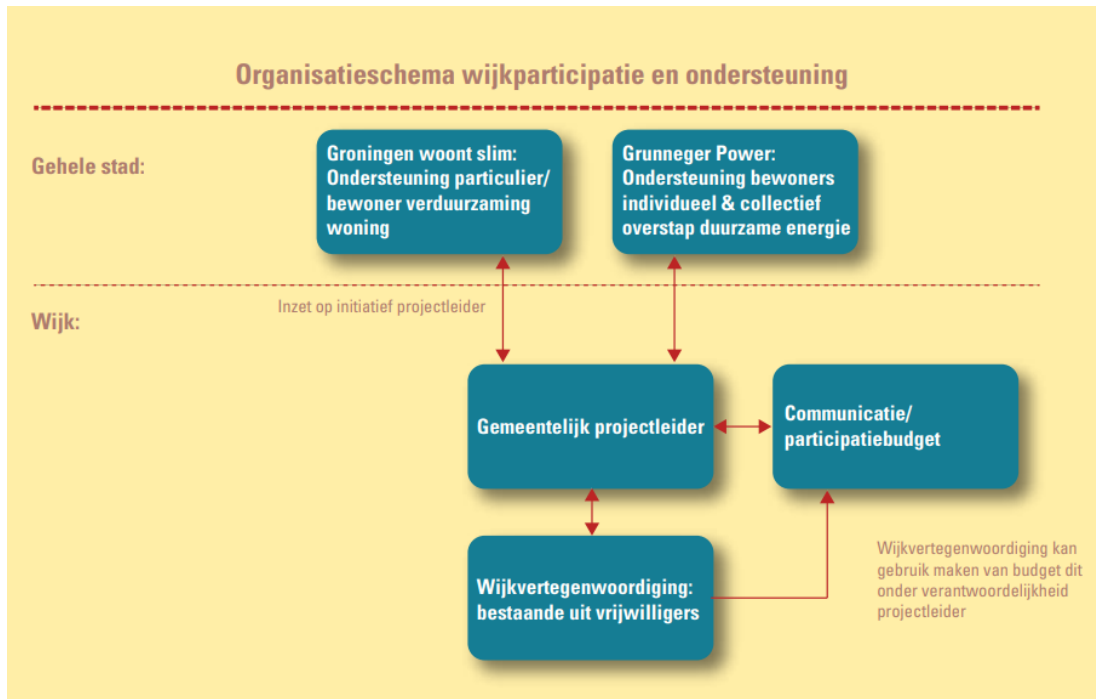 Organisatieschema wijkparticipatie en ondersteuning
Gehele stad:
Groningen woont slim:
Ondersteuning particulier/
bewoner verduurzaming
woning
Grunneger Power:
Ondersteuning bewoners
individueel & collectief
overstap duurzame energie
Inzet op initiatief projectleider
Wijk:
Gemeentelijk projectleider
Communicatie/
participatiebudget
Wijkvertegenwoordiging:
bestaande uit vrijwilligers
Wijkvertegenwoordiging kan
gebruik maken van budget dit
onder verantwoordelijkheid
projectleider